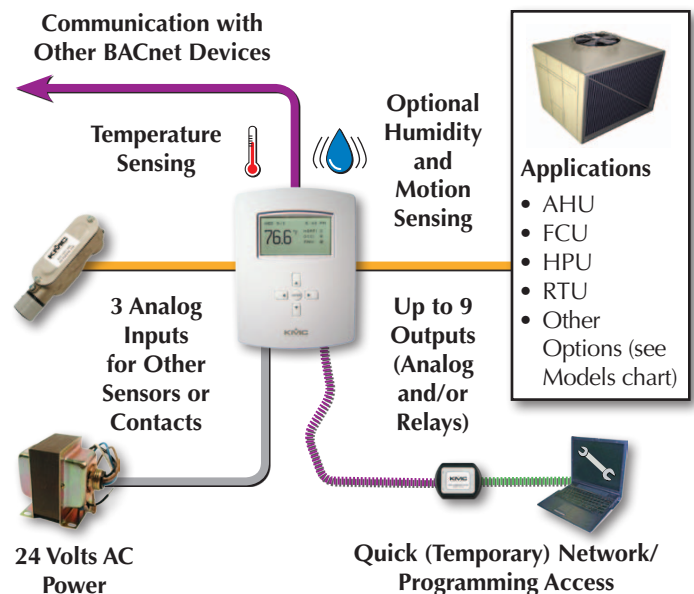 Communication with
Other BACnet Devices
Temperature
Sensing
Optional
Humidity
and
Motion
Sensing
Applications
• AHU
• FCU
• HPU
• RTU
• Other
Options (see
Models chart)
76.6
KMC
3 Analog
Inputs
for Other
Sensors or
Contacts
Up to 9
Outputs
(Analog
and/or
Relays)
KMC
24 Volts AC
Power
Quick (Temporary) Network/
Programming Access